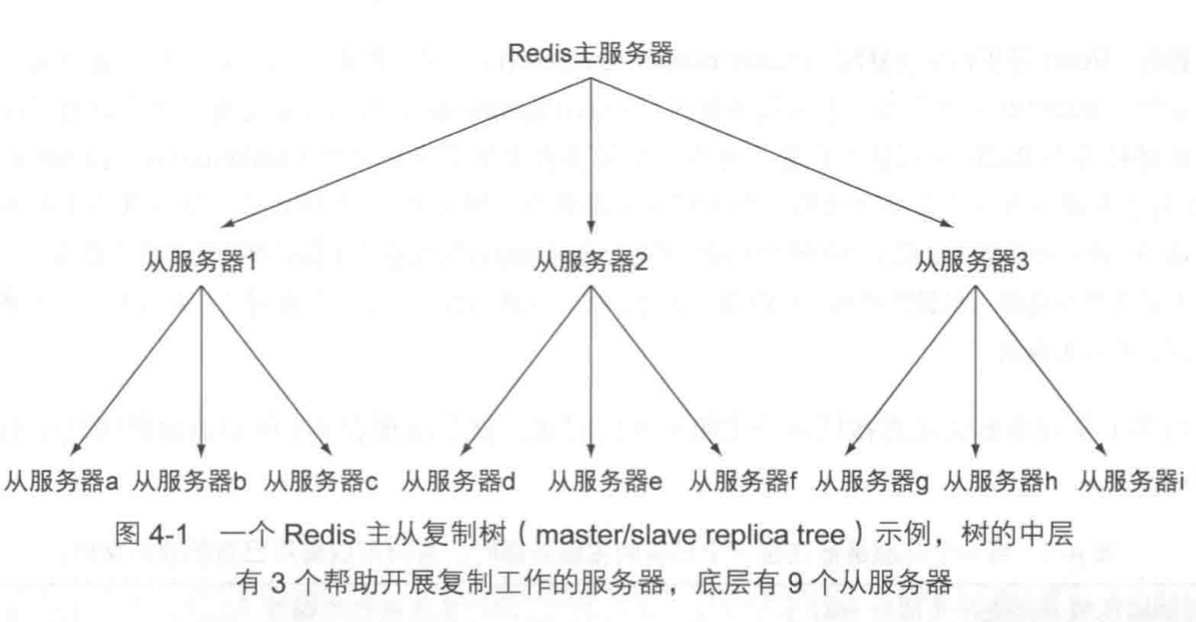 Redis主服务器
从服务器1 从服务器2 从服务器3
从服务器a 从服务器b 从服务器c 从服务器d 从服务器e 从服务器f 从服务器g 从服务器h 从服务器i
图 4-1 一个 Redis 主从复制树（master/slave replica tree）示例，树的中层
有 3 个帮助开展复制工作的服务器，底层有 9 个从服务器